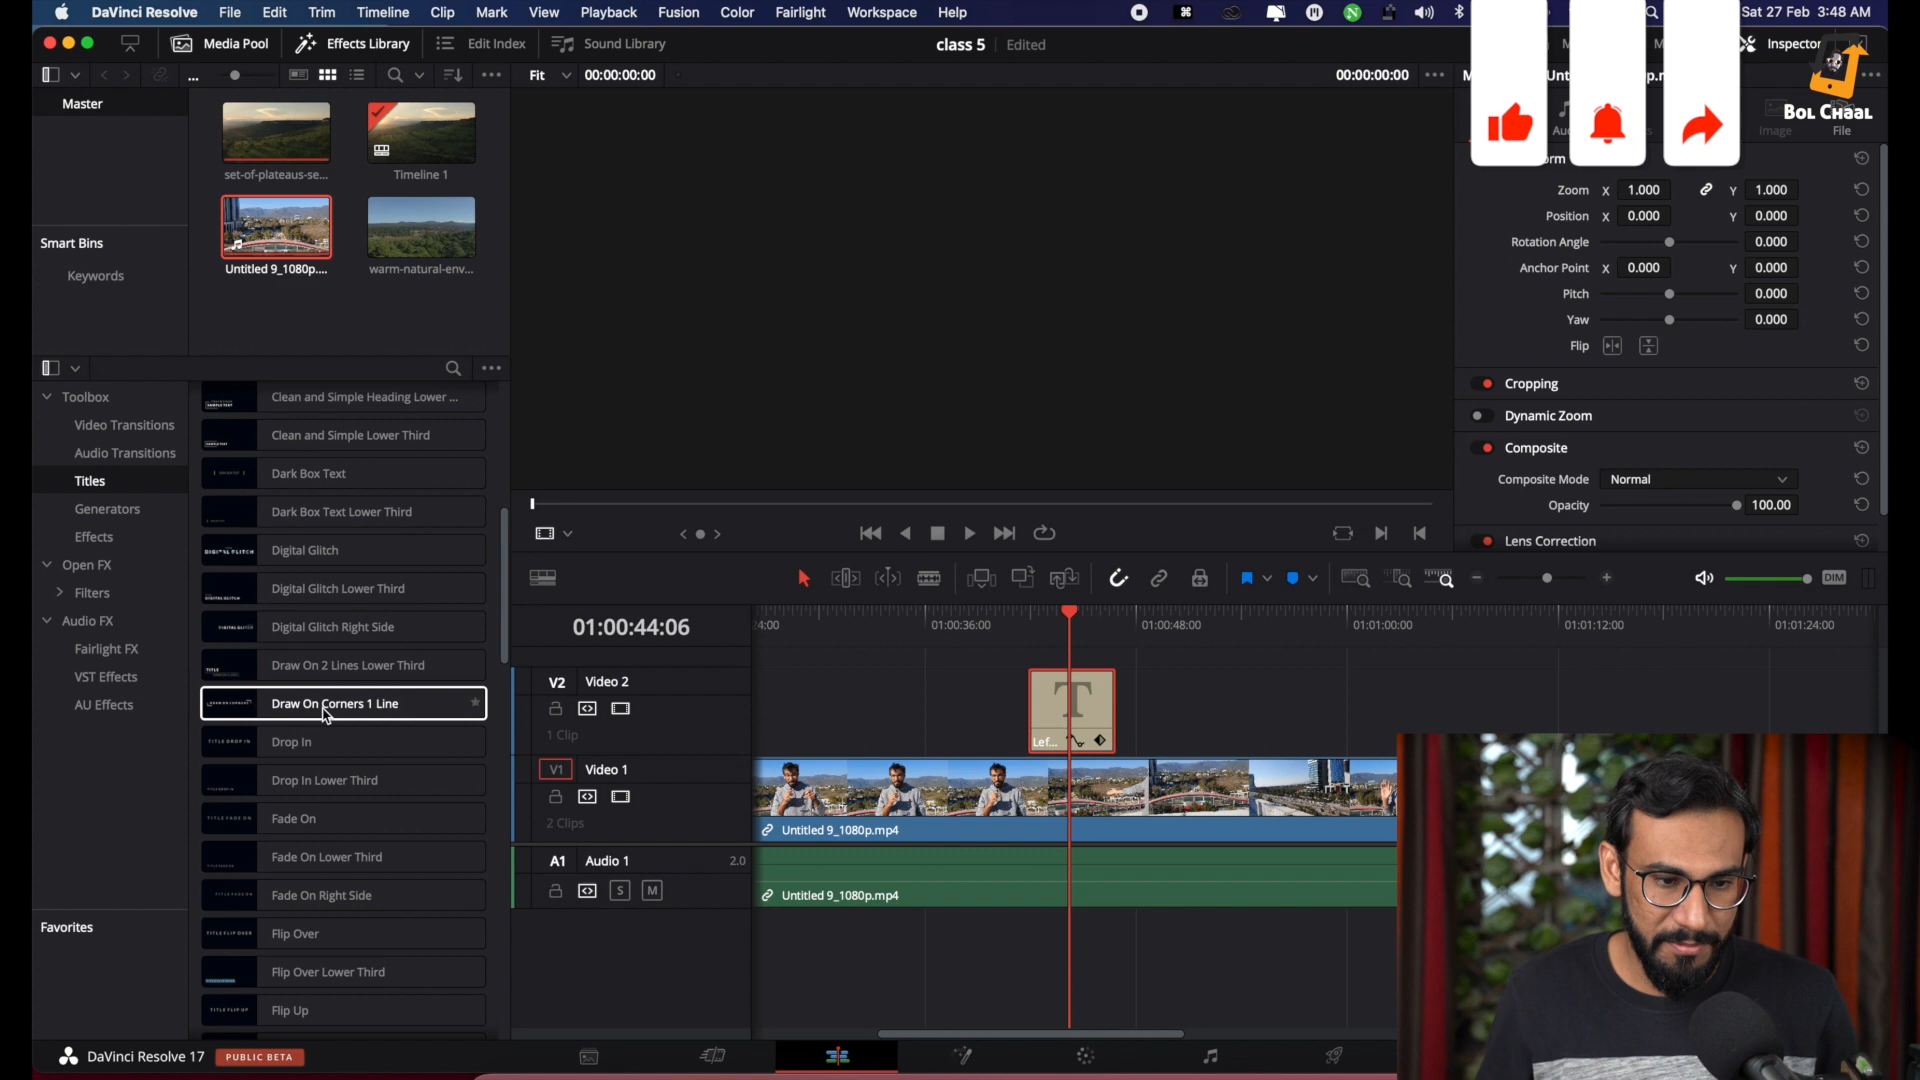 DaVinci Resolve File Edit Trim Timeline Clip Mark View Playback Fusion Color Fairlight Workspace Help Sat 27 Feb 3:48 AM
Media Pool Effects Library Edit Index Sound Library class 5 Edited Inspector
... Fit 00:00:00:00 00:00:00:00
Master
set-of-plateaus-se... Timeline 1
Smart Bins
Keywords
Untitled 9_1080p.... warm-natural-env...
BOL CHAAL
Image File
Zoom X 1.000 Y 1.000
Position X 0.000 Y 0.000
Rotation Angle 0.000
Anchor Point X 0.000 Y 0.000
Pitch 0.000
Yaw 0.000
Flip
Cropping
Dynamic Zoom
Composite
Composite Mode Normal
Opacity 100.00
Lens Correction
Toolbox
Video Transitions
Audio Transitions
Titles
Generators
Effects
Open FX
Filters
Audio FX
Fairlight FX
VST Effects
AU Effects
Favorites
Clean and Simple Heading Lower ...
Clean and Simple Lower Third
Dark Box Text
Dark Box Text Lower Third
Digital Glitch
Digital Glitch Lower Third
Digital Glitch Right Side
Draw On 2 Lines Lower Third
Draw On Corners 1 Line
Drop In
Drop In Lower Third
Fade On
Fade On Lower Third
Fade On Right Side
Flip Over
Flip Over Lower Third
Flip Up
DIM
01:00:44:06 4:00 01:00:36:00 01:00:48:00 01:01:00:00 01:01:12:00 01:01:24:00
V2 Video 2
1 Clip
T
Lef...
V1 Video 1
2 Clips
Untitled 9_1080p.mp4
A1 Audio 1 2.0
S M
Untitled 9_1080p.mp4
DaVinci Resolve 17 PUBLIC BETA